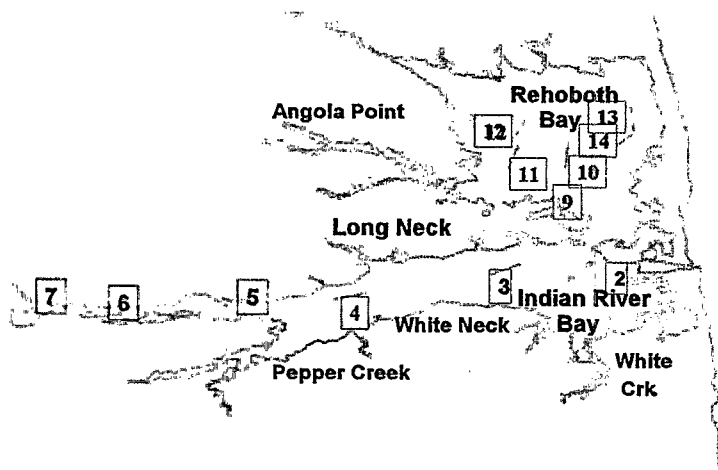 Rehoboth
Bay
Angola Point
12
13
14
11
10
9
Long Neck
7
6
5
4
3
2
Indian River
Bay
White Neck
Pepper Creek
White
Crk